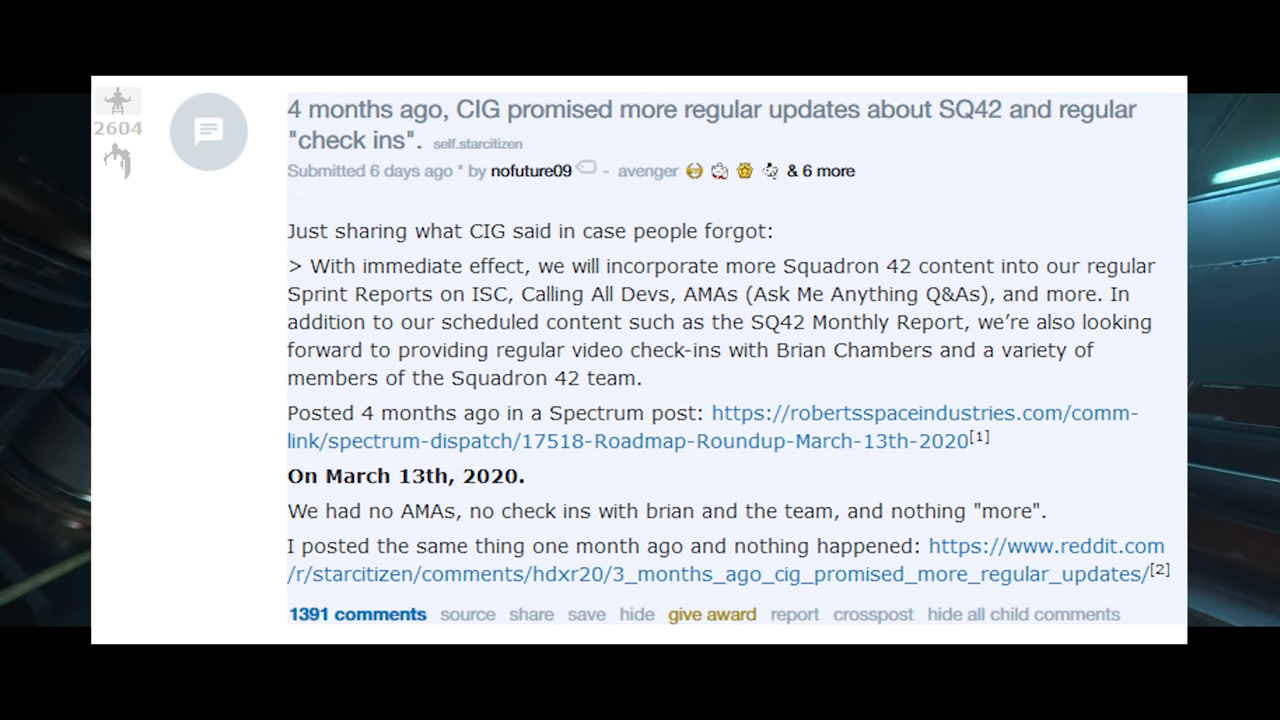 4 months ago, CIG promised more regular updates about SQ42 and regular
"check ins". self.starcitizen
2604
Submitted 6 days ago * by nofuture09 - avenger & 6 more
Just sharing what CIG said in case people forgot:
> With immediate effect, we will incorporate more Squadron 42 content into our regular
Sprint Reports on ISC, Calling All Devs, AMAs (Ask Me Anything Q&As), and more. In
addition to our scheduled content such as the SQ42 Monthly Report, we're also looking
forward to providing regular video check-ins with Brian Chambers and a variety of
members of the Squadron 42 team.
Posted 4 months ago in a Spectrum post: https://robertsspaceindustries.com/comm-
link/spectrum-dispatch/17518-Roadmap-Roundup-March-13th-2020[1]
On March 13th, 2020.
We had no AMAs, no check ins with brian and the team, and nothing "more".
I posted the same thing one month ago and nothing happened: https://www.reddit.com
/r/starcitizen/comments/hdxr20/3_months_ago_cig_promised_more_regular_updates/[2]
1391 comments source share save hide give award report crosspost hide all child comments